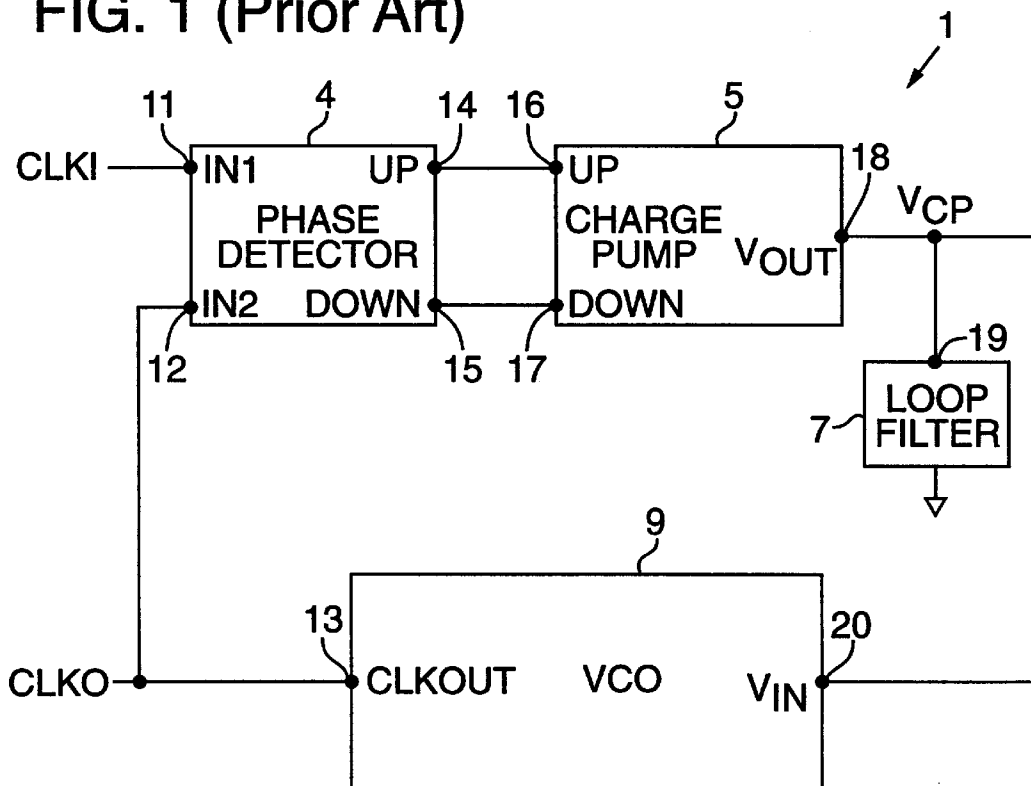 FIG. 1 (Prior Art)
1
11
4
14
16
5
18
CLKI
IN1
UP
UP
VCP
PHASE
DETECTOR
CHARGE
PUMP
VOUT
IN2
DOWN
DOWN
12
15
17
19
LOOP
FILTER
7
9
13
20
CLKO
CLKOUT
VCO
VIN